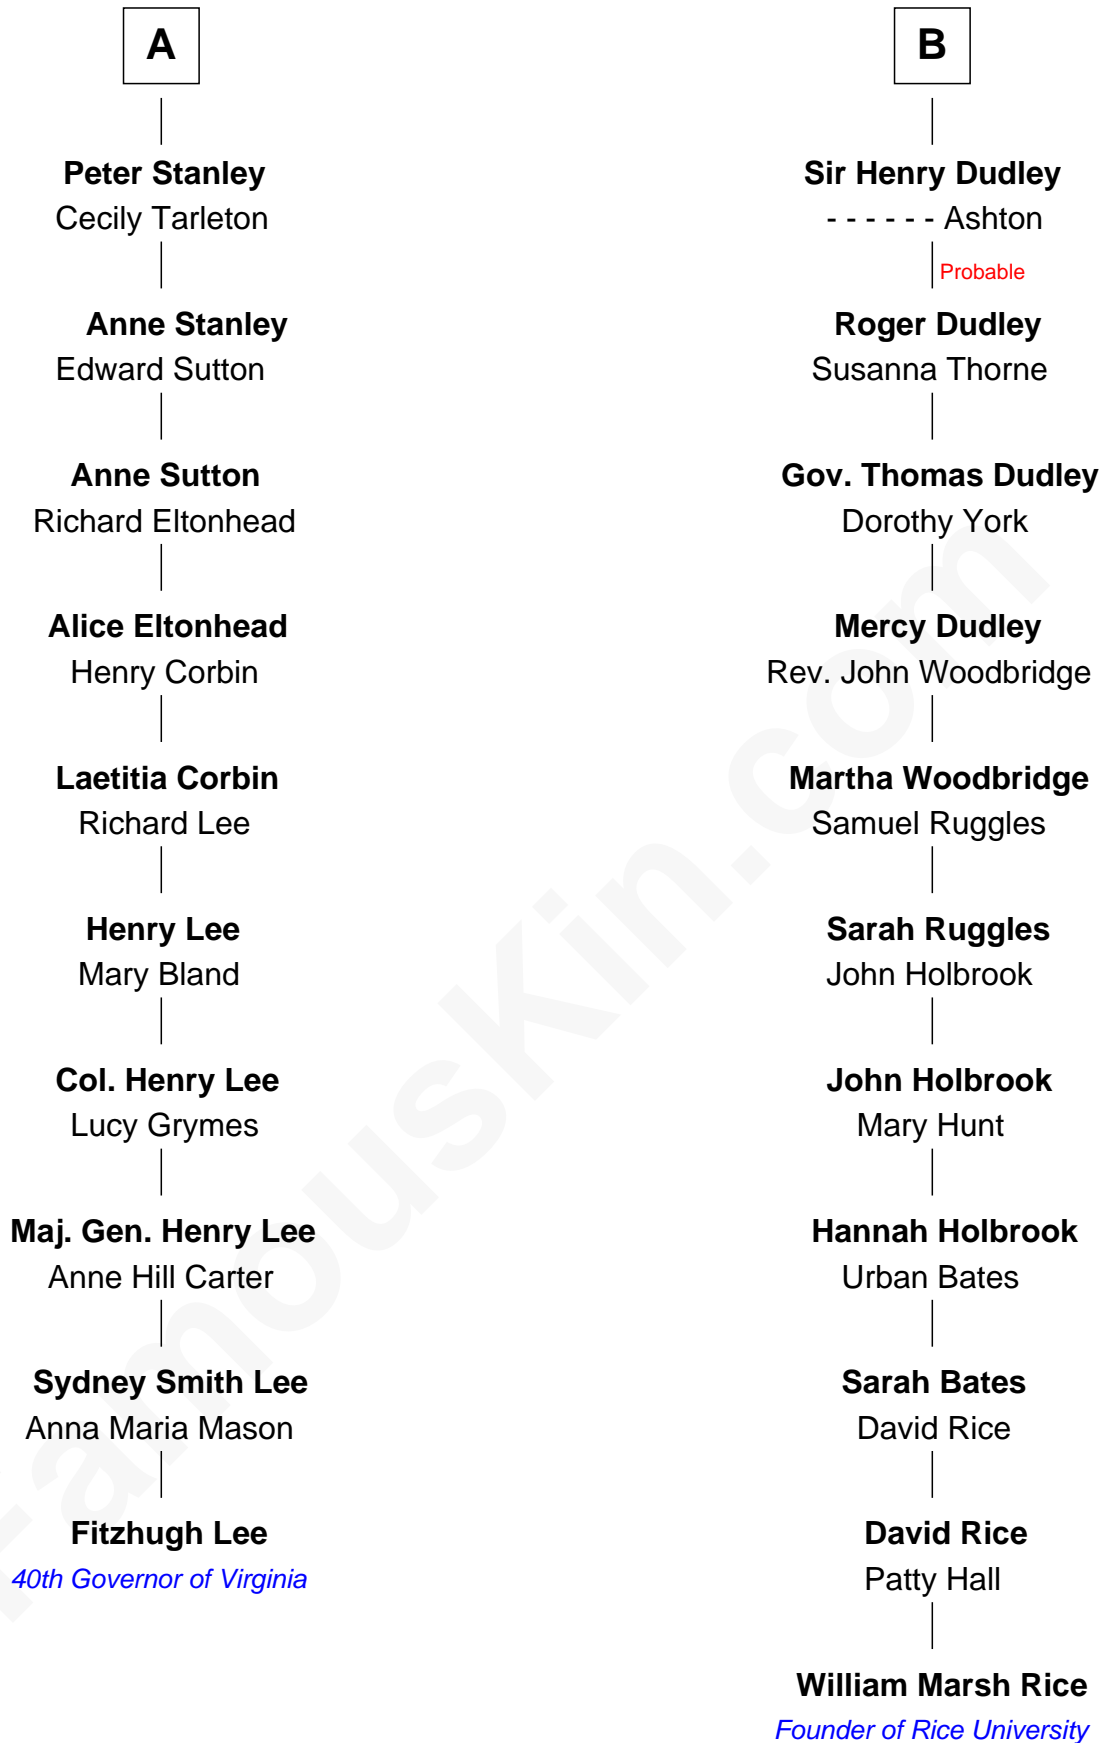 A
Peter Stanley
Cecily Tarleton
Anne Stanley
Edward Sutton
Anne Sutton
Richard Eltonhead
Alice Eltonhead
Henry Corbin
Laetitia Corbin
Richard Lee
Henry Lee
Mary Bland
Col. Henry Lee
Lucy Grymes
Maj. Gen. Henry Lee
Anne Hill Carter
Sydney Smith Lee
Anna Maria Mason
Fitzhugh Lee
40th Governor of Virginia
B
Sir Henry Dudley
- - - - - - Ashton
Probable
Roger Dudley
Susanna Thorne
Gov. Thomas Dudley
Dorothy York
Mercy Dudley
Rev. John Woodbridge
Martha Woodbridge
Samuel Ruggles
Sarah Ruggles
John Holbrook
John Holbrook
Mary Hunt
Hannah Holbrook
Urban Bates
Sarah Bates
David Rice
David Rice
Patty Hall
William Marsh Rice
Founder of Rice University
FamousKin.com